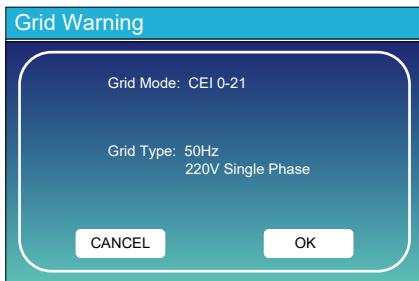 Grid Warning
Grid Mode: CEI 0-21
Grid Type: 50Hz
220V Single Phase
CANCEL OK